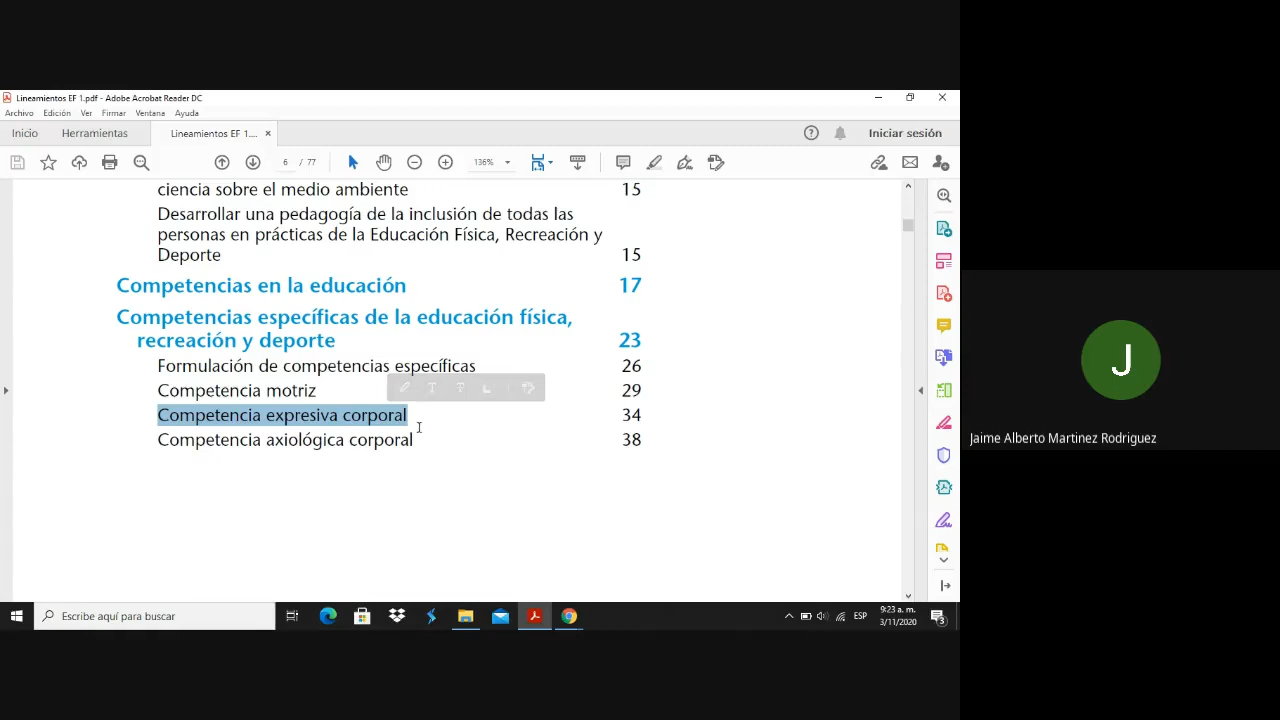 Lineamientos EF 1.pdf - Adobe Acrobat Reader DC
Archivo Edición Ver Firmar Ventana Ayuda
Inicio Herramientas Lineamientos EF 1.... × Iniciar sesión
6 / 77 136%
ciencia sobre el medio ambiente 15
Desarrollar una pedagogía de la inclusión de todas las
personas en prácticas de la Educación Física, Recreación y
Deporte 15
Competencias en la educación 17
Competencias específicas de la educación física,
recreación y deporte 23
Formulación de competencias específicas 26
Competencia motriz 29
Competencia expresiva corporal 34
Competencia axiológica corporal 38
J
Jaime Alberto Martinez Rodriguez
Escribe aquí para buscar
ESP
9:23 a. m.
3/11/2020
3